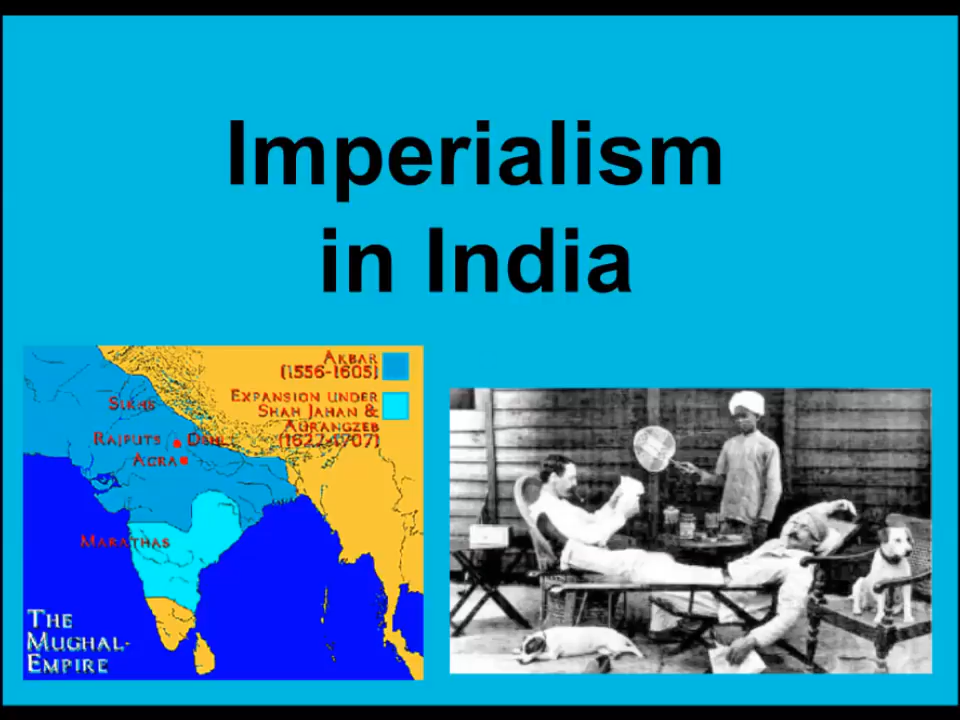 Imperialism
in India
AKBAR
(1556-1605)
EXPANSION UNDER
SHAH JAHAN &
AURANGZEB
(1627-1707)
SIKHS
RAJPUTS DELHI
AGRA
MARATHAS
THE
MUGHAL-
EMPIRE